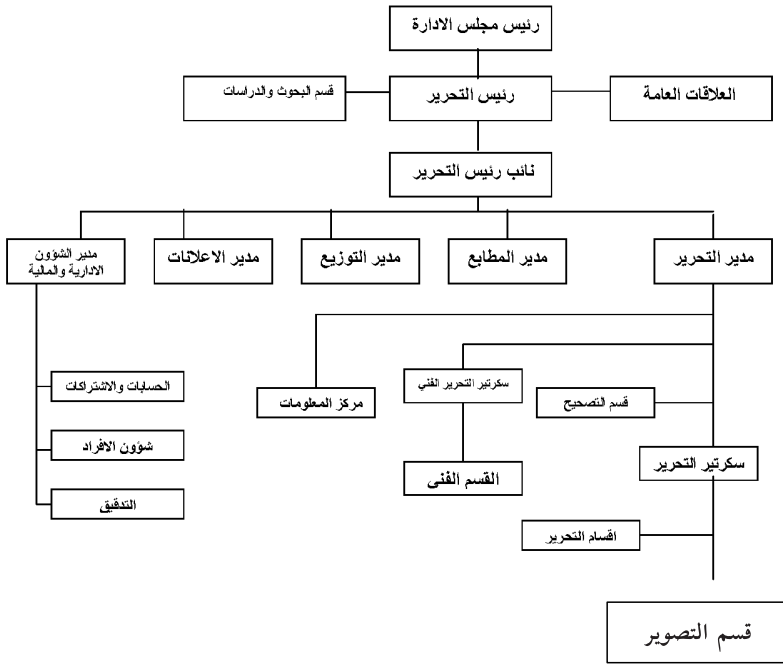 رئيس مجلس الادارة
العلاقات العامة
رئيس التحرير
قسم البحوث والدراسات
نائب رئيس التحرير
مدير التحرير
مدير المطابع
مدير التوزيع
مدير الاعلانات
مدير الشؤون
الادارية والمالية
سكرتير التحرير الفني
الحسابات والاشتراكات
قسم التصحيح
مركز المعلومات
شؤون الافراد
سكرتير التحرير
القسم الفنى
التدقيق
اقسام التحرير
قسم التصوير